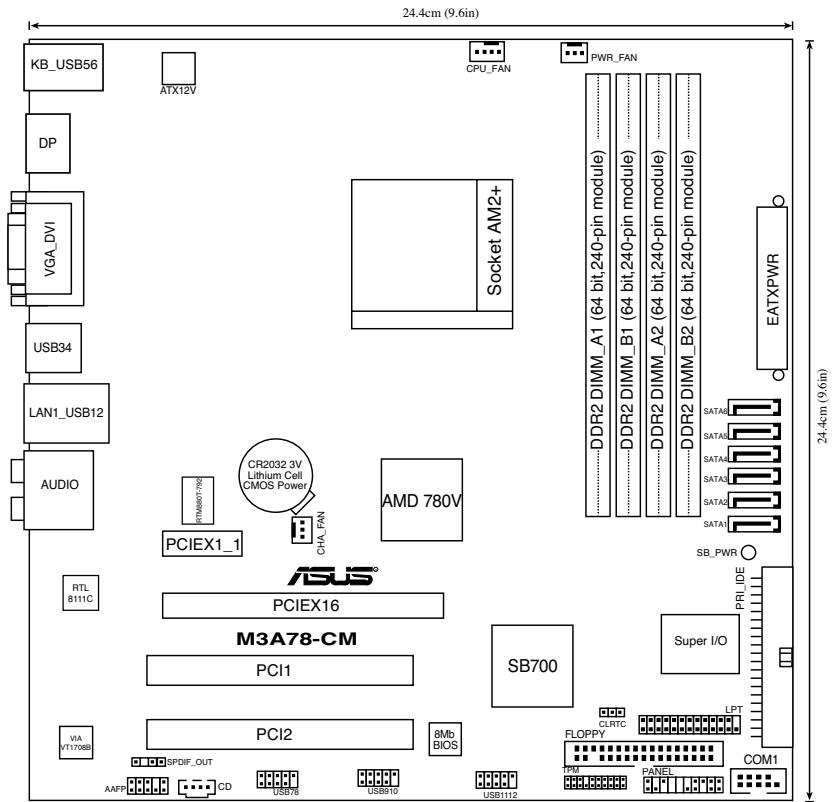 24.4cm (9.6in)
KB_USB56
ATX12V
CPU_FAN
PWR_FAN
DP
VGA_DVI
USB34
LAN1_USB12
AUDIO
Socket AM2+
DDR2 DIMM_A1 (64 bit,240-pin module)
DDR2 DIMM_B1 (64 bit,240-pin module)
DDR2 DIMM_A2 (64 bit,240-pin module)
DDR2 DIMM_B2 (64 bit,240-pin module)
EATXPWR
24.4cm (9.6in)
SATA6
SATA5
SATA4
SATA3
SATA2
SATA1
CR2032 3V
Lithium Cell
CMOS Power
RTM880T-792
CHA_FAN
AMD 780V
PCIEX1_1
SB_PWR
PRI_IDE
ASUS
RTL
8111C
PCIEX16
M3A78-CM
Super I/O
SB700
PCI1
CLRTC
LPT
PCI2
8Mb
BIOS
FLOPPY
VIA
VT1708B
SPDIF_OUT
COM1
AAFP
CD
USB78
USB910
USB1112
TPM
PANEL